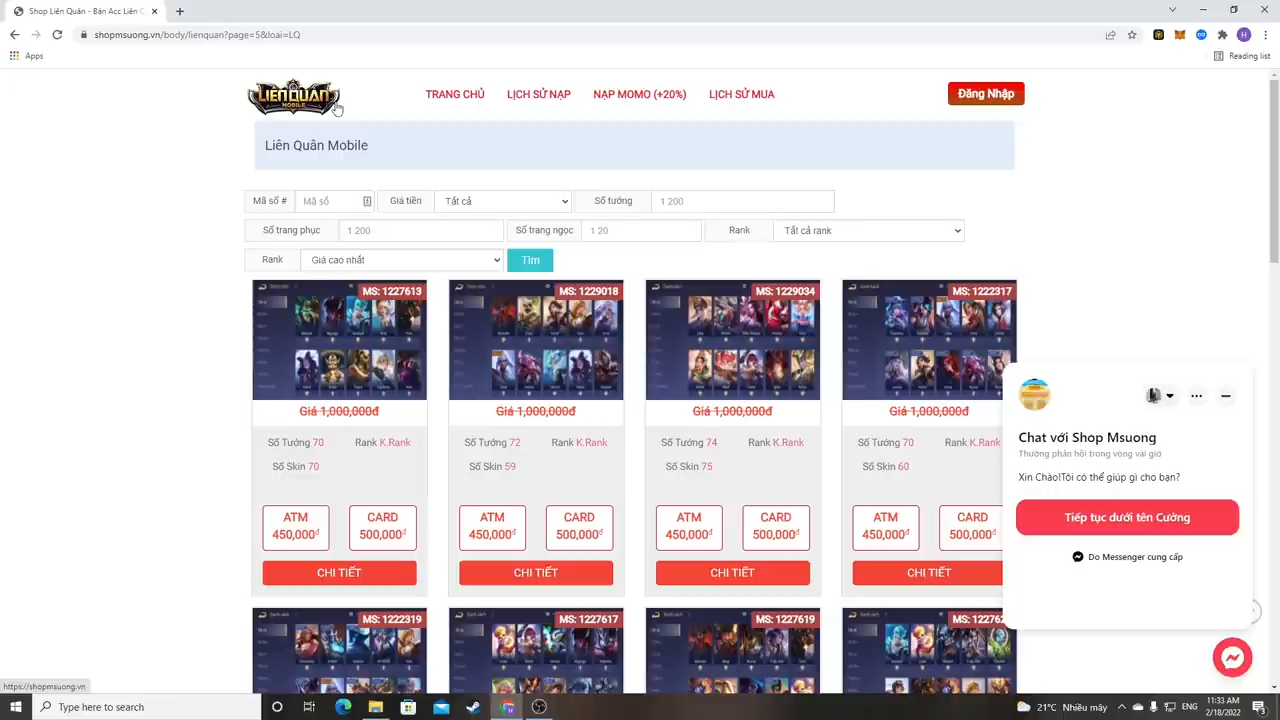 Shop Liên Quân - Bán Acc Liên C
shopmsuong.vn/body/lienquan?page=5&loai=LQ
H
Apps
Reading list
LIÊN QUÂN
MOBILE
TRANG CHỦ
LỊCH SỬ NẠP
NẠP MOMO (+20%)
LỊCH SỬ MUA
Đăng Nhập
Liên Quân Mobile
Mã số #
Mã số
Giá tiền
Tất cả
Số tướng
1 200
Số trang phục
1 200
Số trang ngọc
1 20
Rank
Tất cả rank
Rank
Giá cao nhất
Tìm
MS: 1227613
MS: 1229018
MS: 1229034
MS: 1222317
Giá 1,000,000đ
Giá 1,000,000đ
Giá 1,000,000đ
Giá 1,000,000đ
Số Tướng 70
Rank K.Rank
Số Tướng 72
Rank K.Rank
Số Tướng 74
Rank K.Rank
Số Tướng 70
Rank K.Rank
Số Skin 70
Số Skin 59
Số Skin 75
Số Skin 60
ATM
450,000đ
CARD
500,000đ
ATM
450,000đ
CARD
500,000đ
ATM
450,000đ
CARD
500,000đ
ATM
450,000đ
CARD
500,000đ
CHI TIẾT
CHI TIẾT
CHI TIẾT
CHI TIẾT
MS: 1222319
MS: 1227617
MS: 1227619
Chat với Shop Msuong
Thường phản hồi trong vòng vài giờ
Xin Chào!Tôi có thể giúp gì cho bạn?
Tiếp tục dưới tên Cường
Do Messenger cung cấp
https://shopmsuong.vn
Type here to search
21°C Nhiều mây
ENG
11:33 AM
2/18/2022